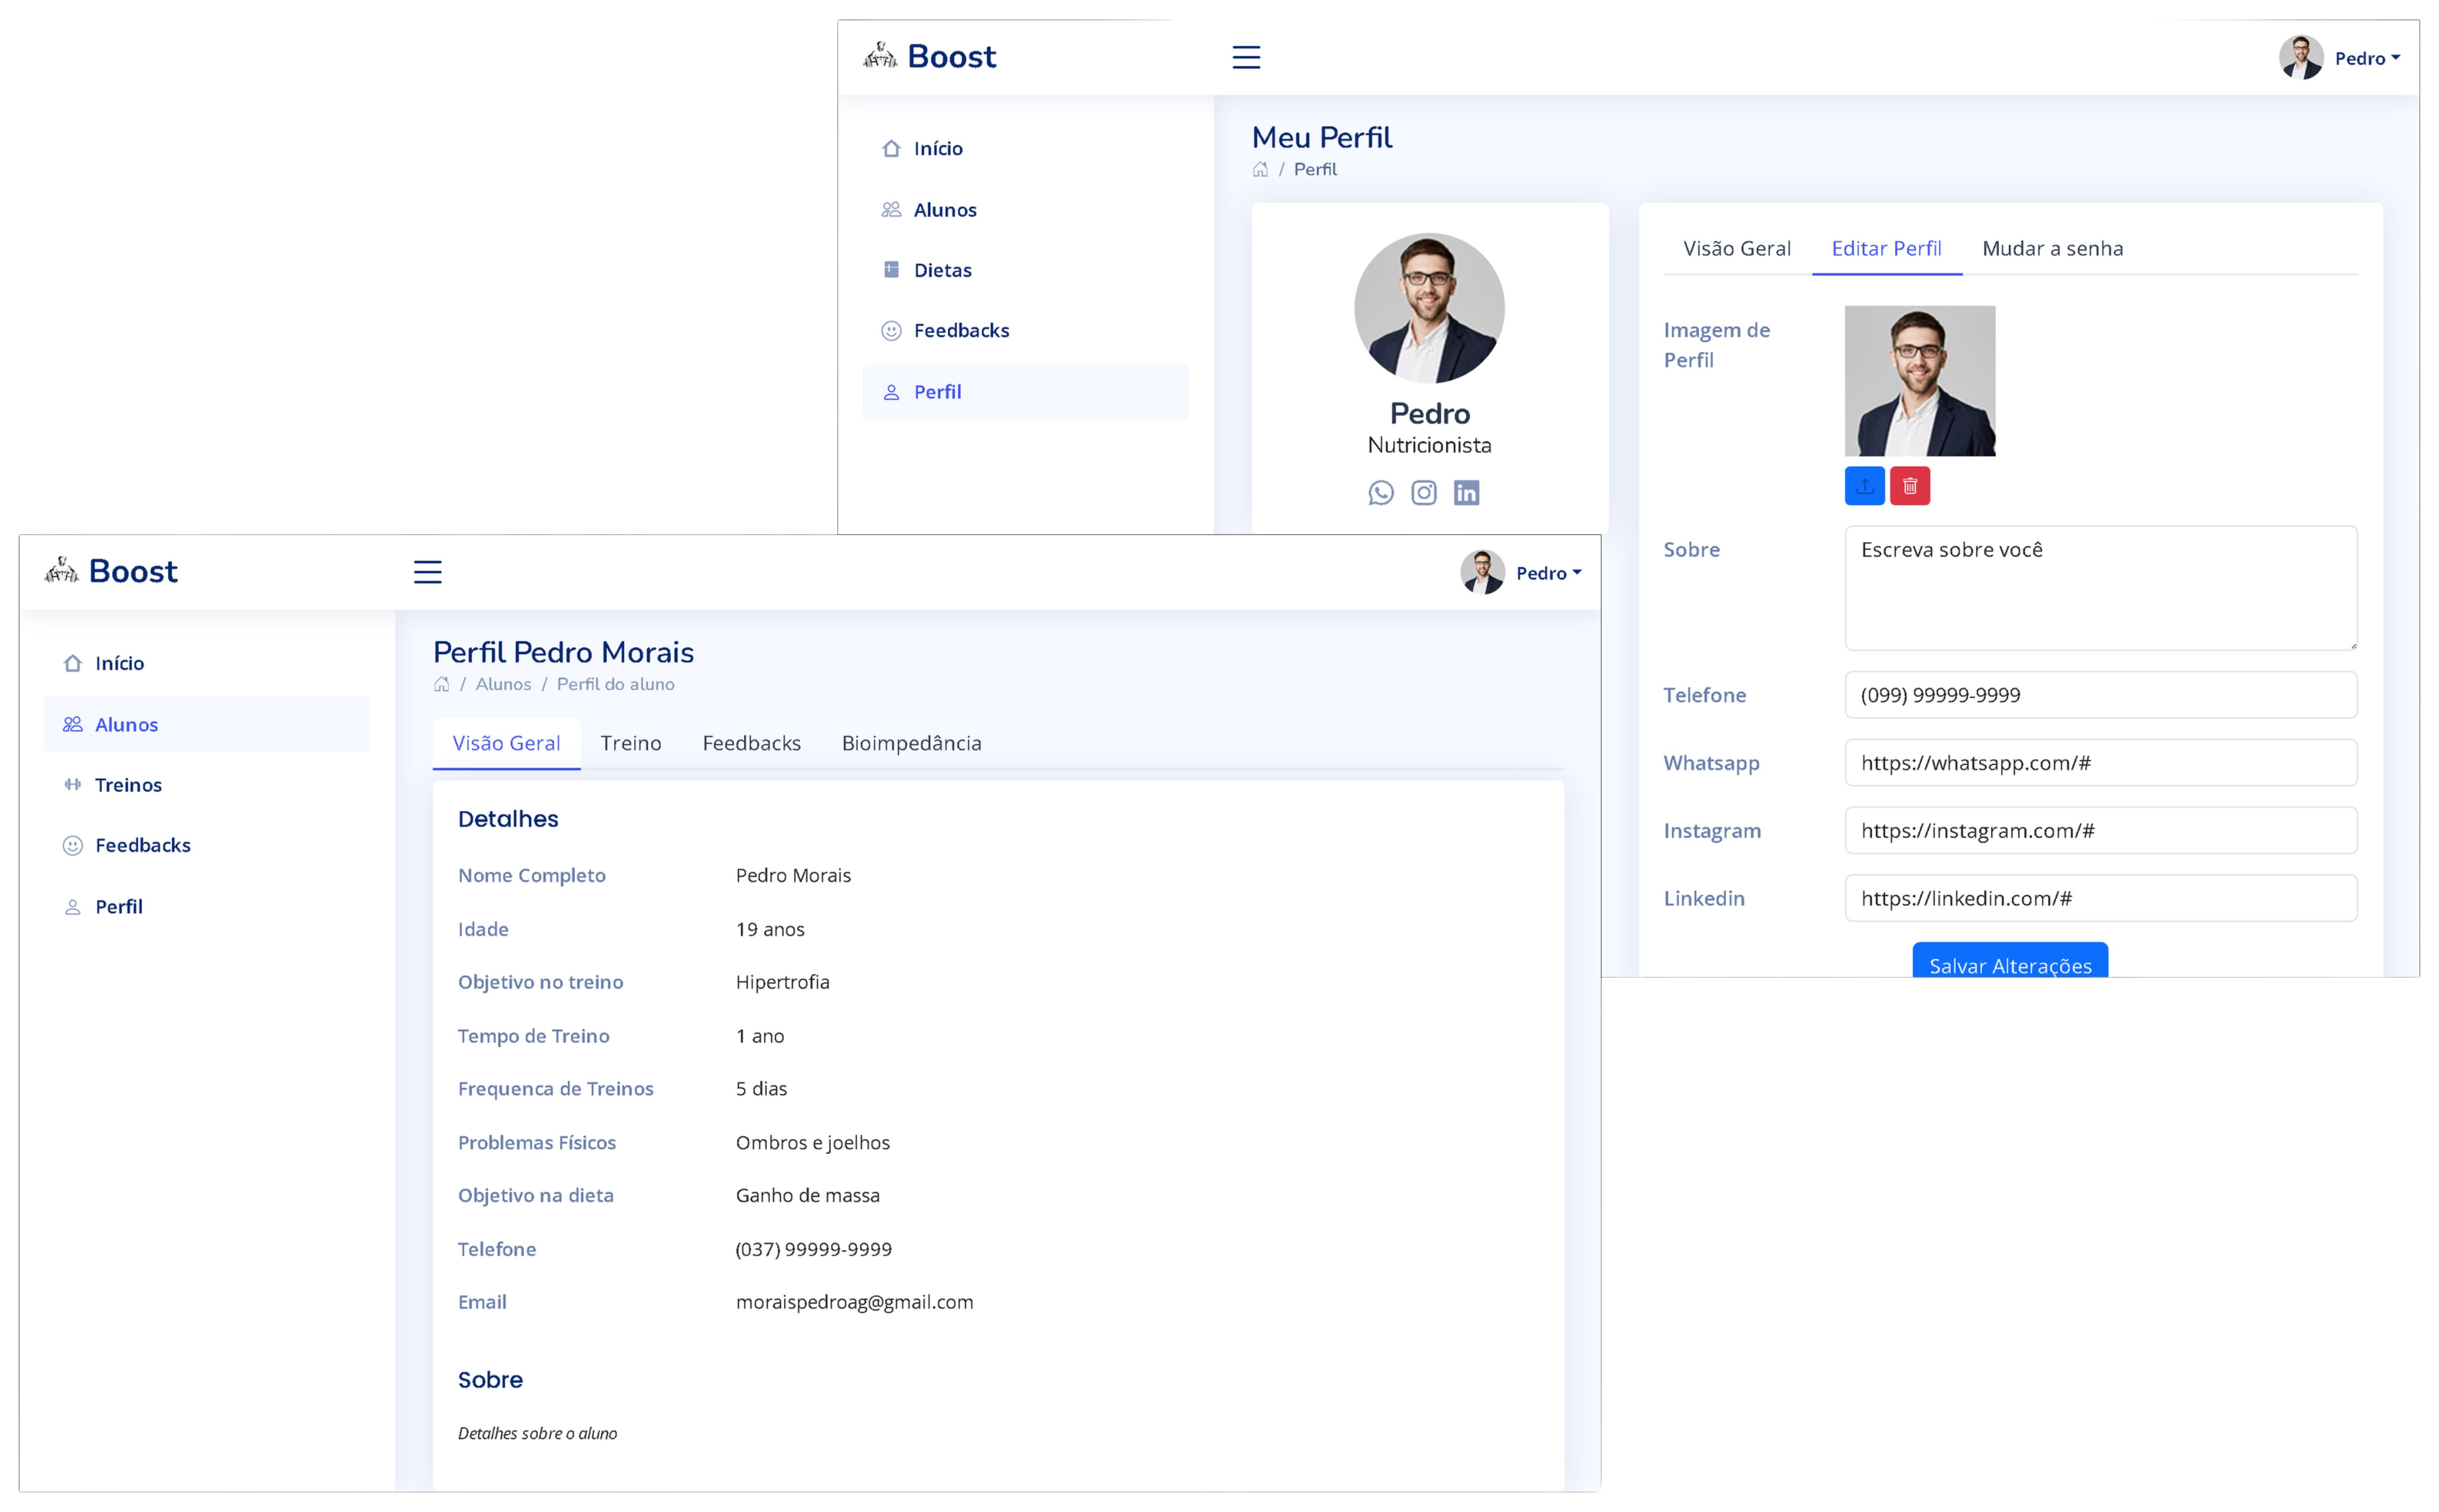 Boost
Pedro
Início
Alunos
Dietas
Feedbacks
Perfil
Meu Perfil
/ Perfil
Pedro
Nutricionista
Visão Geral Editar Perfil Mudar a senha
Imagem de
Perfil
Sobre Escreva sobre você
Telefone (099) 99999-9999
Whatsapp https://whatsapp.com/#
Instagram https://instagram.com/#
Linkedin https://linkedin.com/#
Salvar Alterações
Boost
Pedro
Início
Alunos
Treinos
Feedbacks
Perfil
Perfil Pedro Morais
/ Alunos / Perfil do aluno
Visão Geral Treino Feedbacks Bioimpedância
Detalhes
Nome Completo Pedro Morais
Idade 19 anos
Objetivo no treino Hipertrofia
Tempo de Treino 1 ano
Frequenca de Treinos 5 dias
Problemas Físicos Ombros e joelhos
Objetivo na dieta Ganho de massa
Telefone (037) 99999-9999
Email moraispedroag@gmail.com
Sobre
Detalhes sobre o aluno